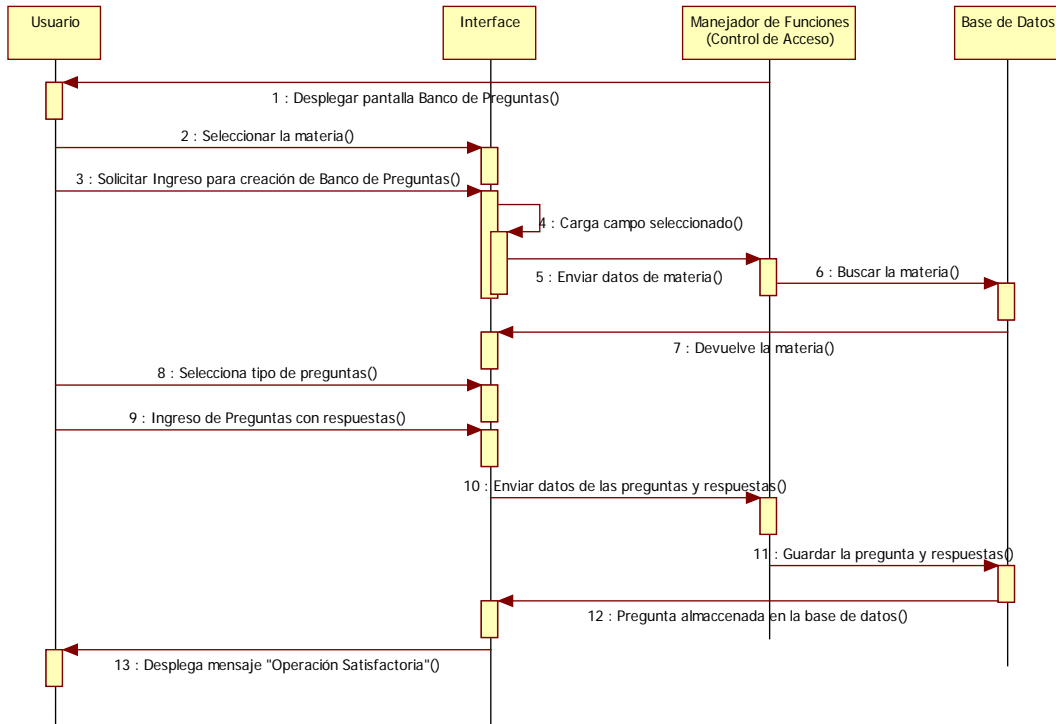 Usuario
Interface
Manejador de Funciones
(Control de Acceso)
Base de Datos
1 : Desplegar pantalla Banco de Preguntas()
2 : Seleccionar la materia()
3 : Solicitar Ingreso para creación de Banco de Preguntas()
4 : Carga campo seleccionado()
5 : Enviar datos de materia()
6 : Buscar la materia()
7 : Devuelve la materia()
8 : Selecciona tipo de preguntas()
9 : Ingreso de Preguntas con respuestas()
10 : Enviar datos de las preguntas y respuestas()
11 : Guardar la pregunta y respuestas()
12 : Pregunta almaccenada en la base de datos()
13 : Desplega mensaje "Operación Satisfactoria"()